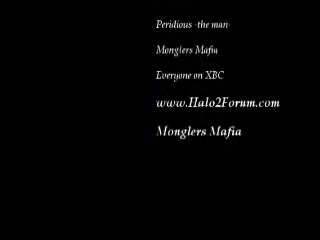 Peridious -the man-
Monglers Mafia
Everyone on XBC
www.Halo2Forum.com
Monglers Mafia